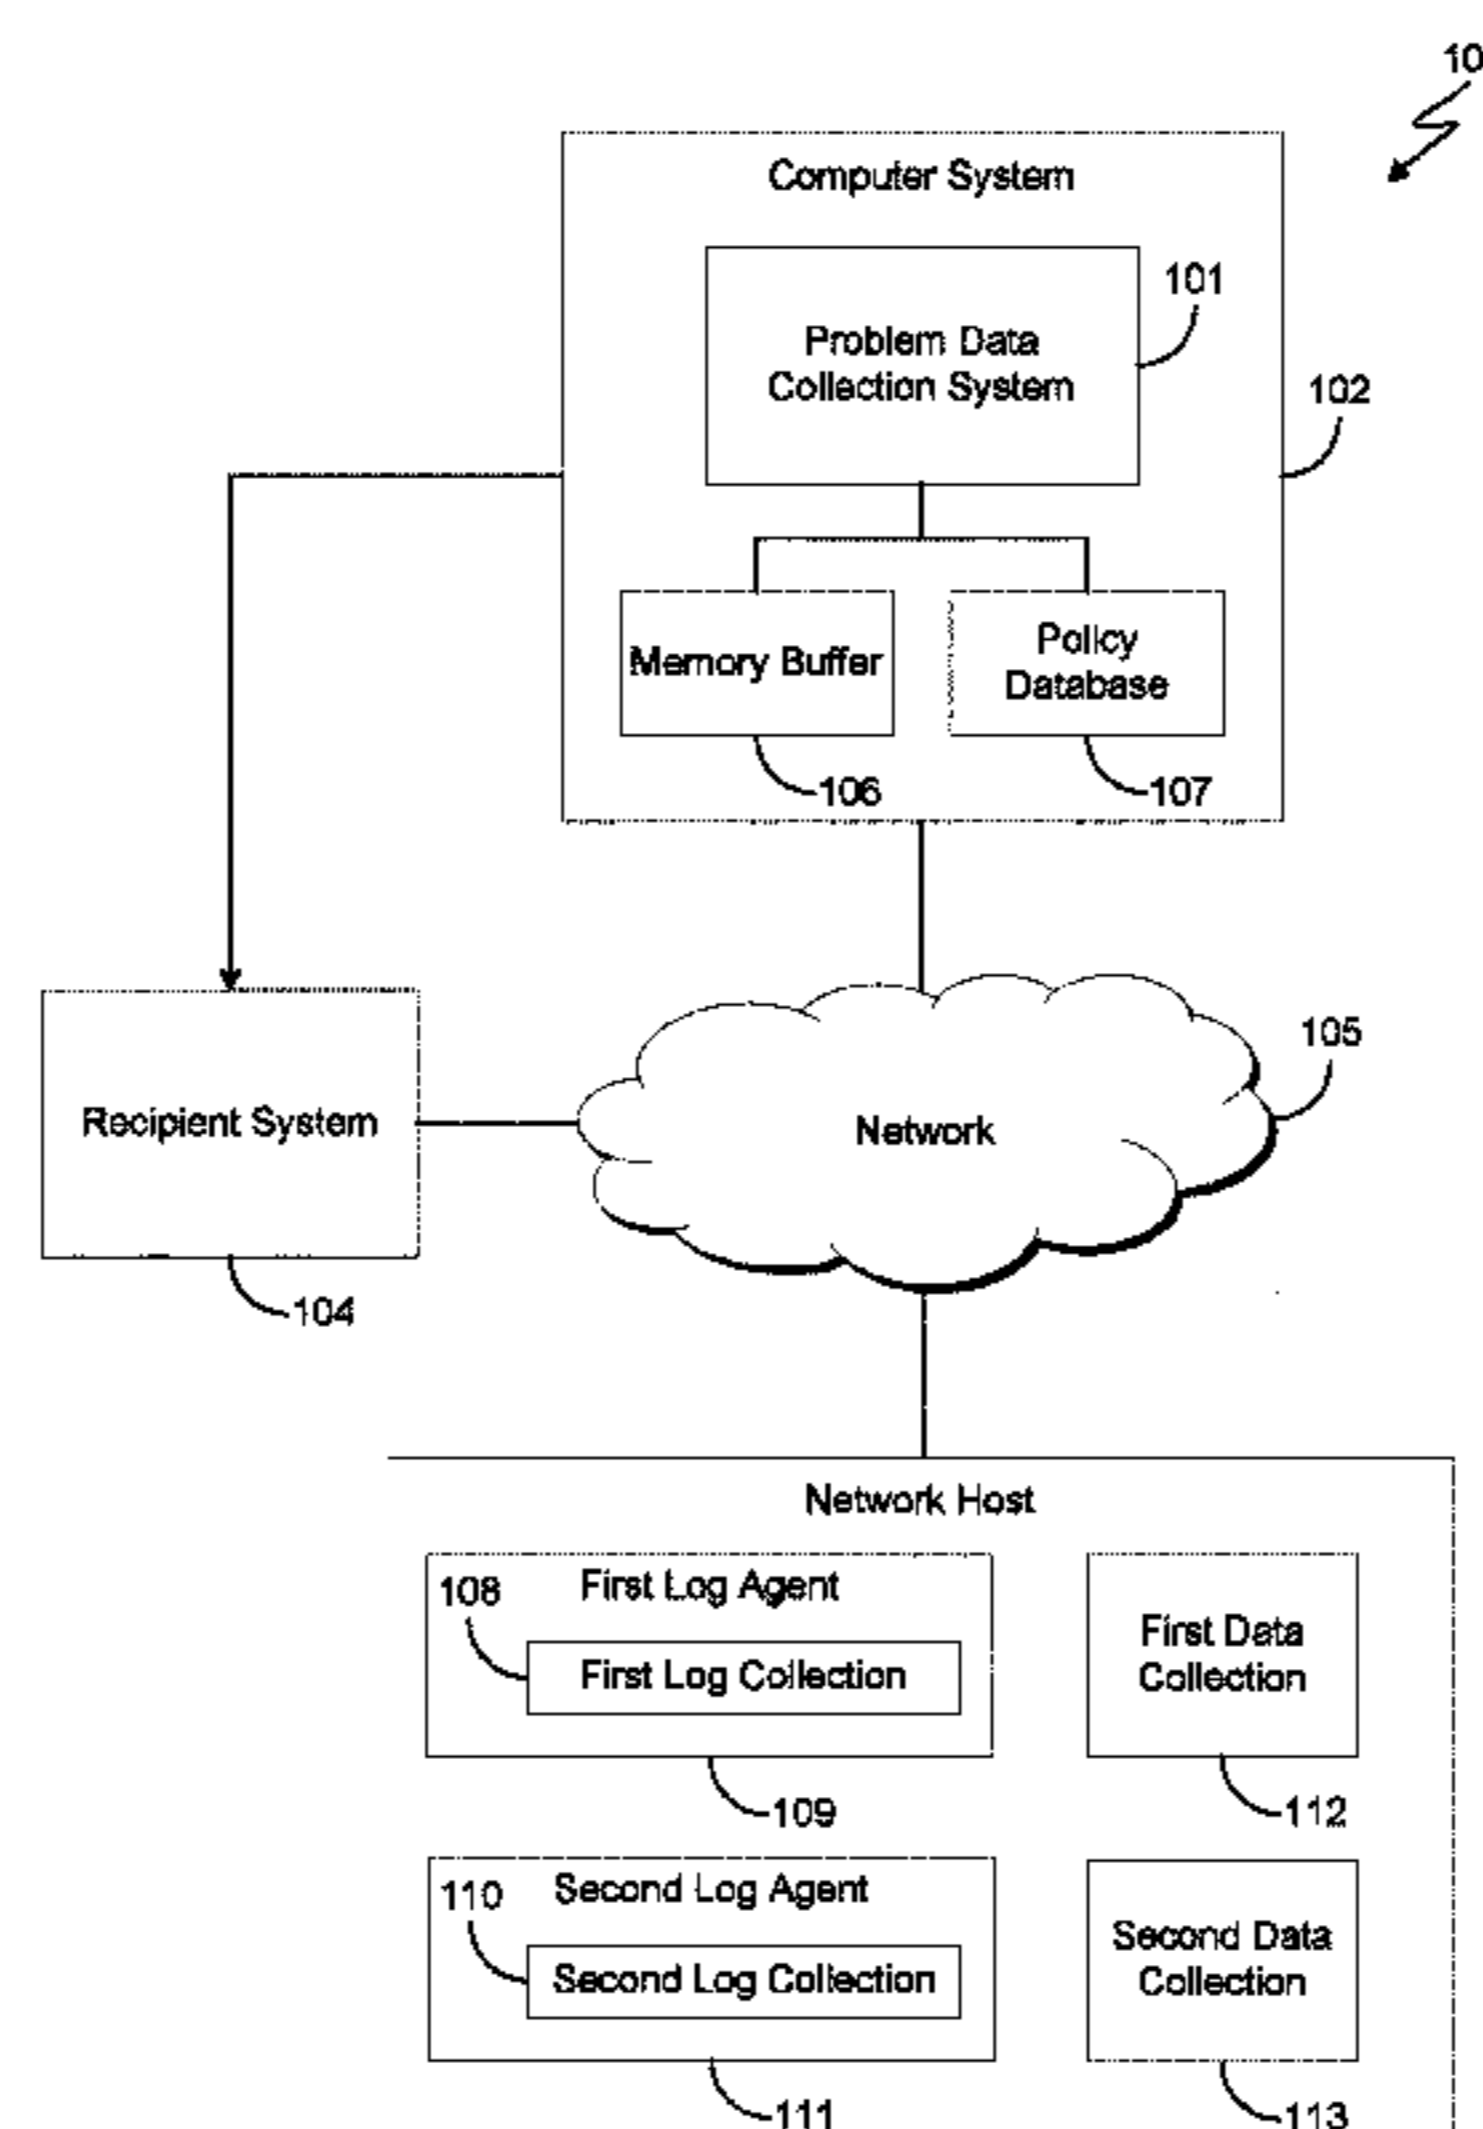 10
Computer System
101
Problem Data
Collection System
102
Memory Buffer
Policy
Database
106
107
105
Recipient System
Network
104
Network Host
108
First Log Agent
First Log Collection
First Data
Collection
109
112
110
Second Log Agent
Second Log Collection
Second Data
Collection
111
113